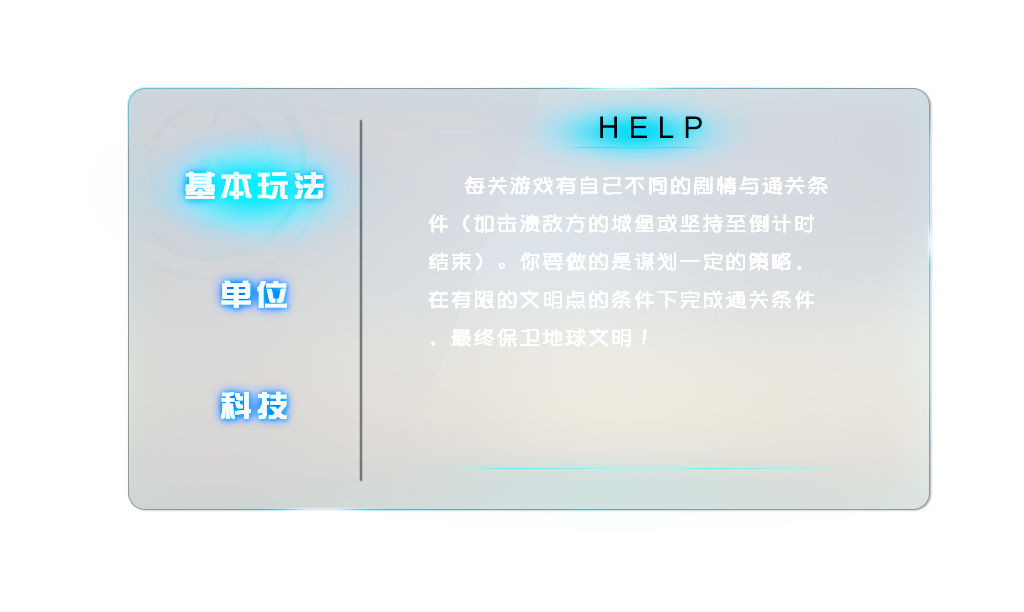 HELP
基本玩法
单位
科技
每关游戏有自己不同的剧情与通关条
件（如击溃敌方的城堡或坚持至倒计时
结束）。你要做的是谋划一定的策略，
在有限的文明点的条件下完成通关条件
，最终保卫地球文明！